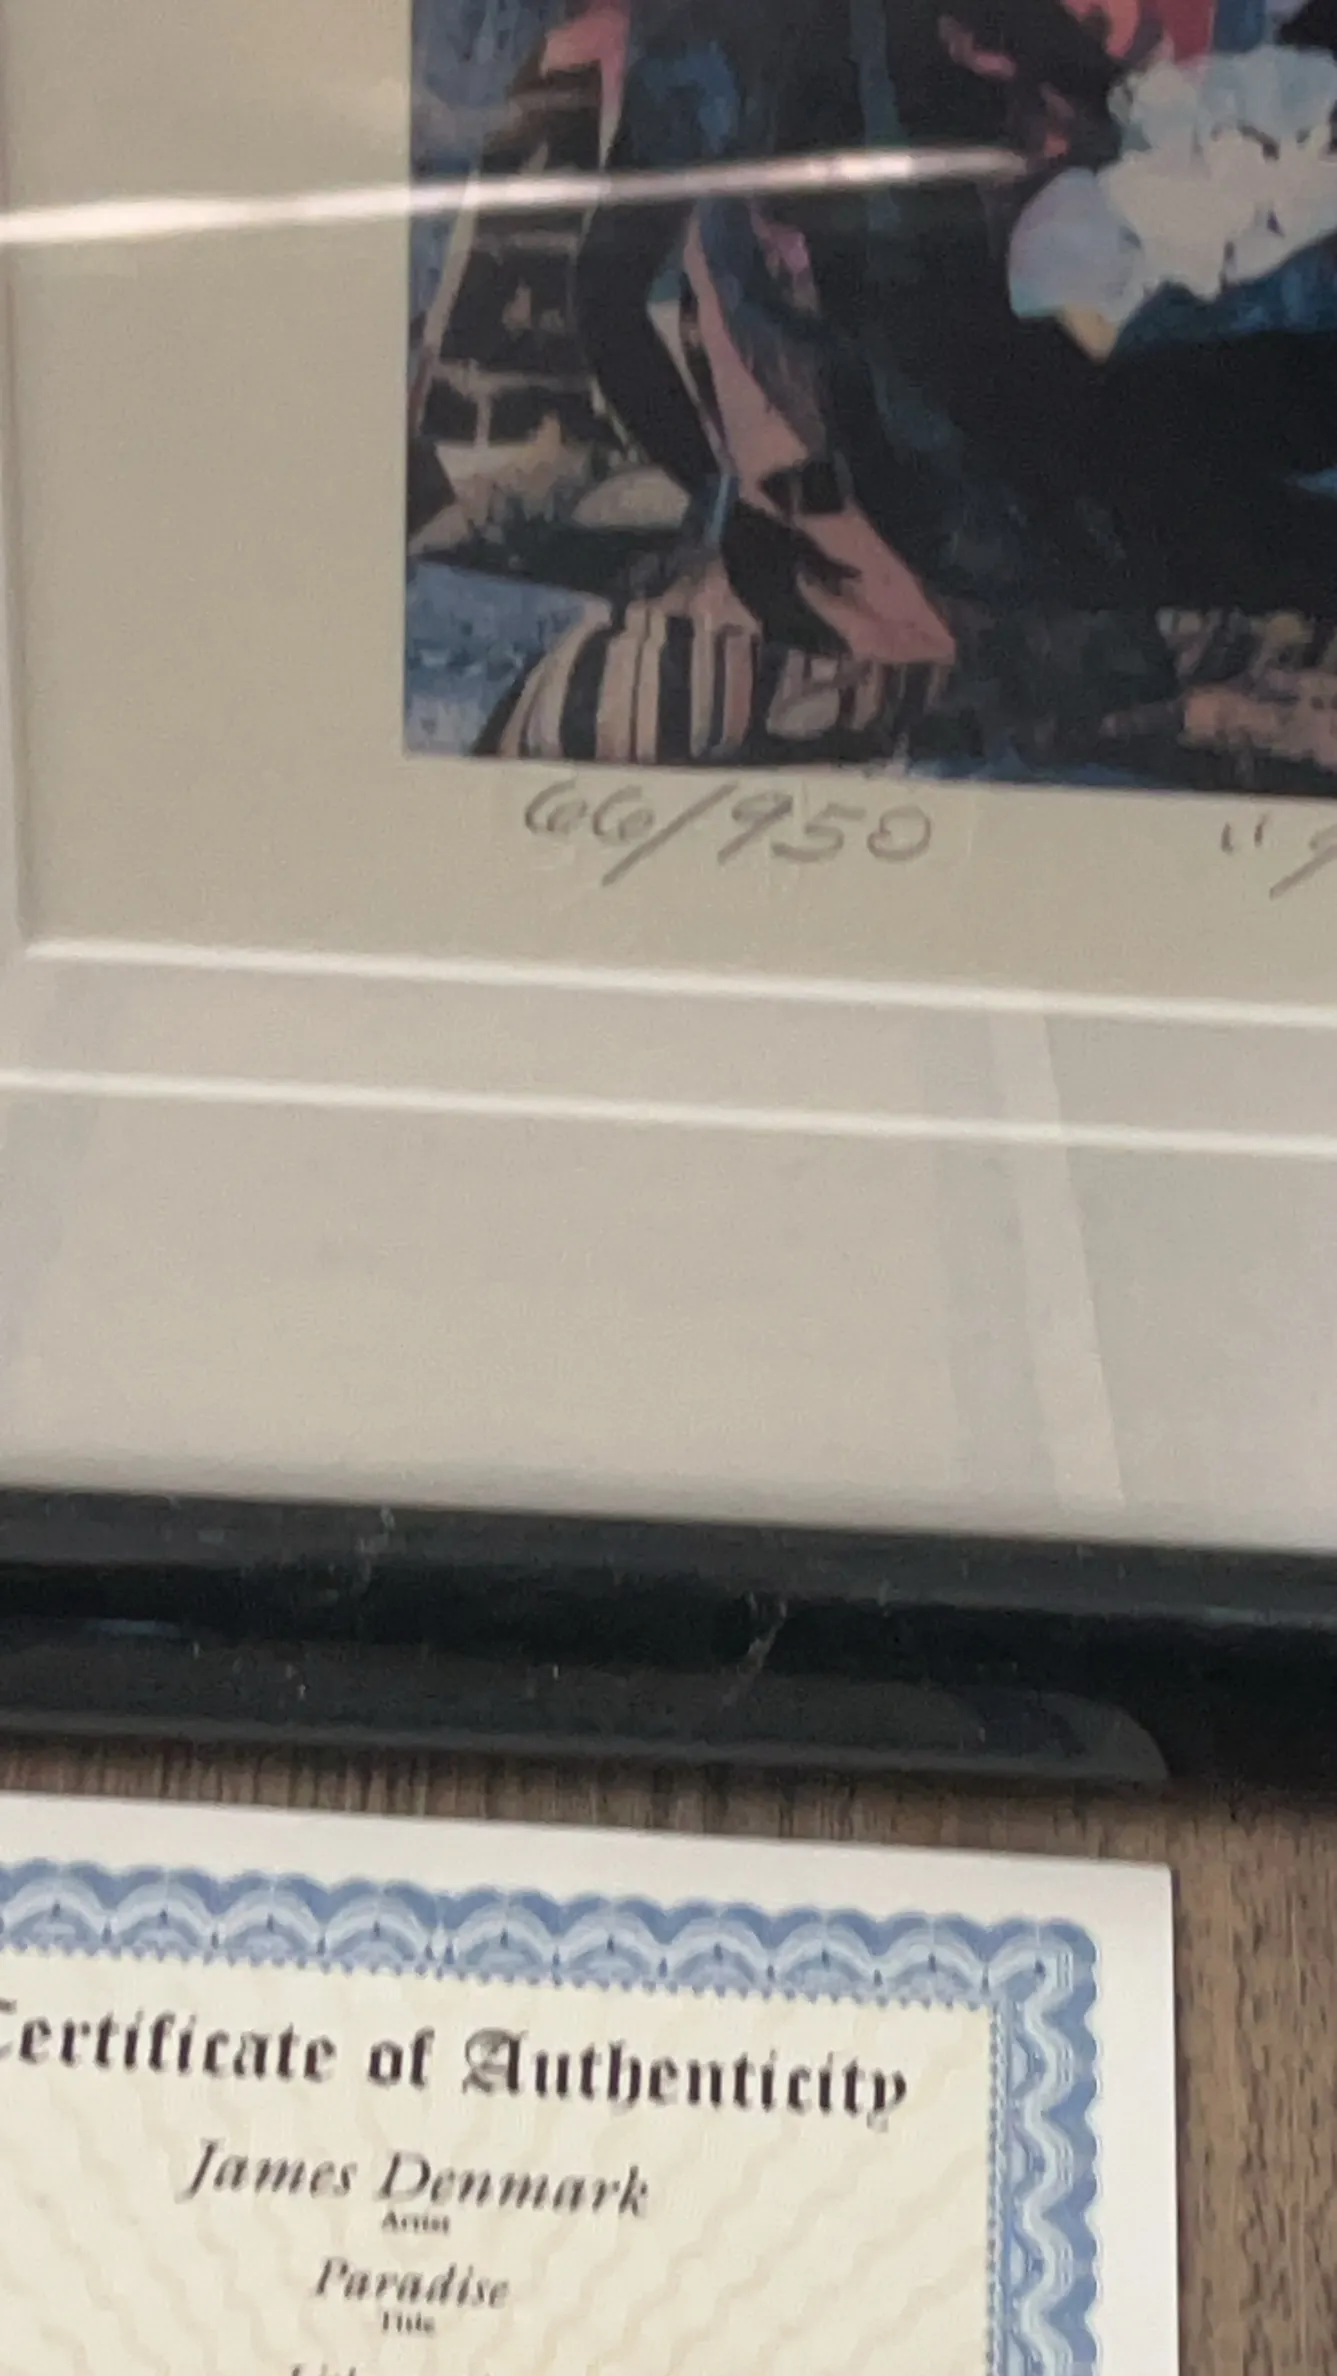 66/950 "
Certificate of Authenticity
James Denmark
Artist
Paradise
Title